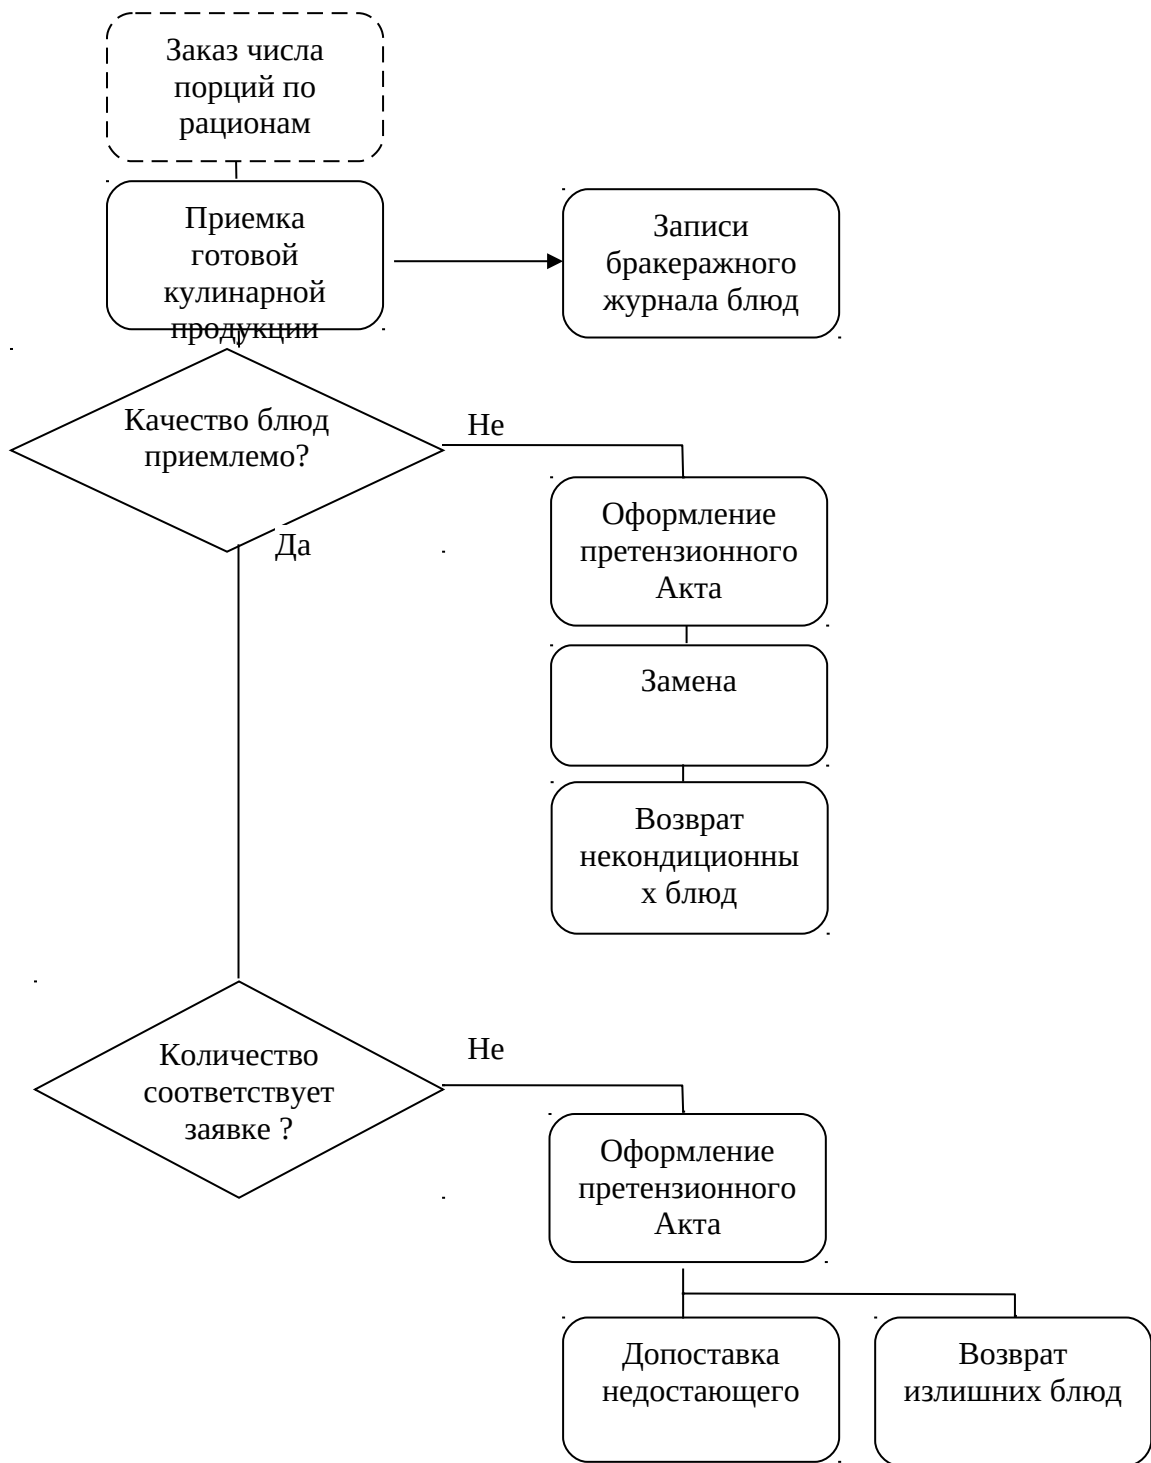 Заказ числа
порций по
рационам
Приемка
готовой
кулинарной
продукции
Записи
бракеражного
журнала блюд
Качество блюд
приемлемо?
Не
Да
Оформление
претензионного
Акта
Замена
Возврат
некондиционны
х блюд
Количество
соответствует
заявке ?
Не
Оформление
претензионного
Акта
Допоставка
недостающего
Возврат
излишних блюд